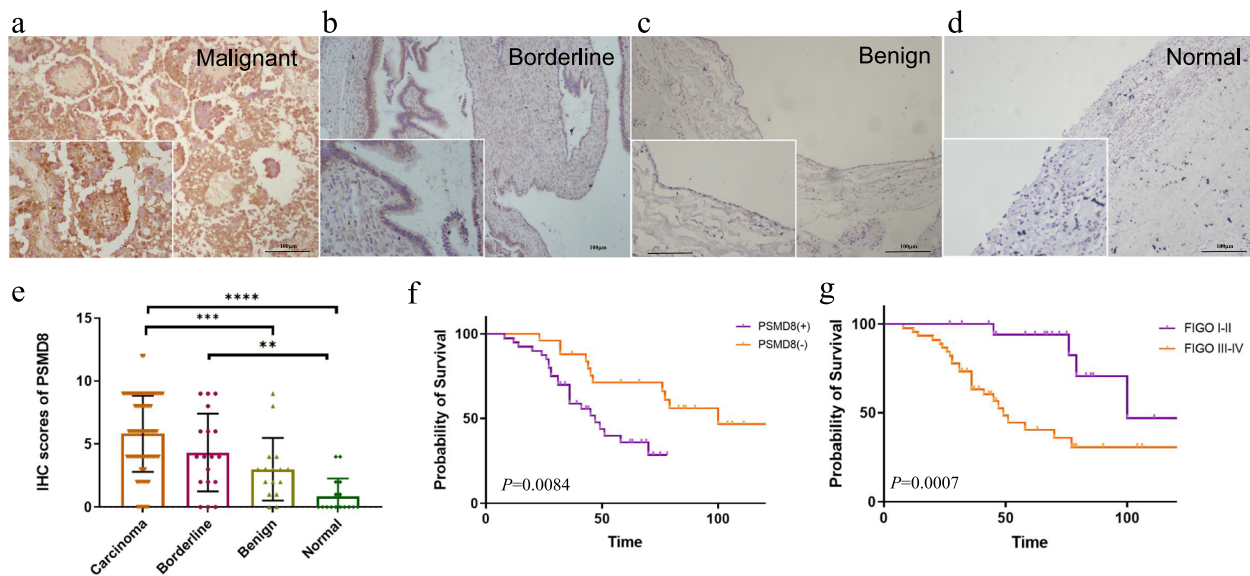 a
Malignant
100μm
b
Borderline
100μm
c
Benign
100μm
d
Normal
100μm
e
IHC scores of PSMD8
15
10
5
0
****
***
**
Carcinoma
Borderline
Benign
Normal
f
Probability of Survival
100
50
0
PSMD8(+)
PSMD8(-)
P=0.0084
0
50
100
Time
g
Probability of Survival
100
50
0
FIGO I-II
FIGO III-IV
P=0.0007
0
50
100
Time